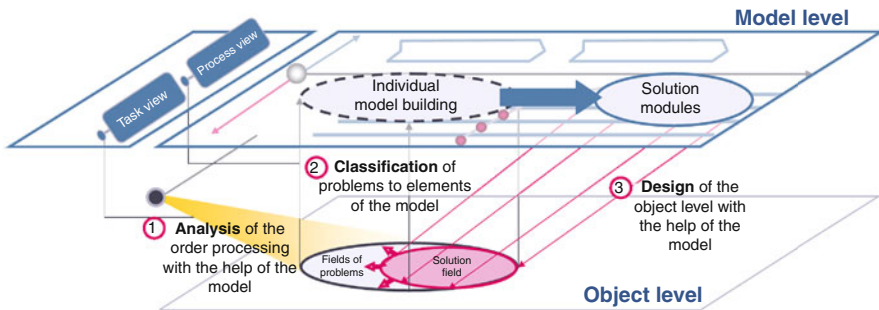 Model level
Process view
Task view
Individual
model building
Solution
modules
2 Classification of
problems to elements
of the model
3 Design of the
object level with
the help of the
model
1 Analysis of the
order processing
with the help of the
model
Fields of
problems
Solution
field
Object level